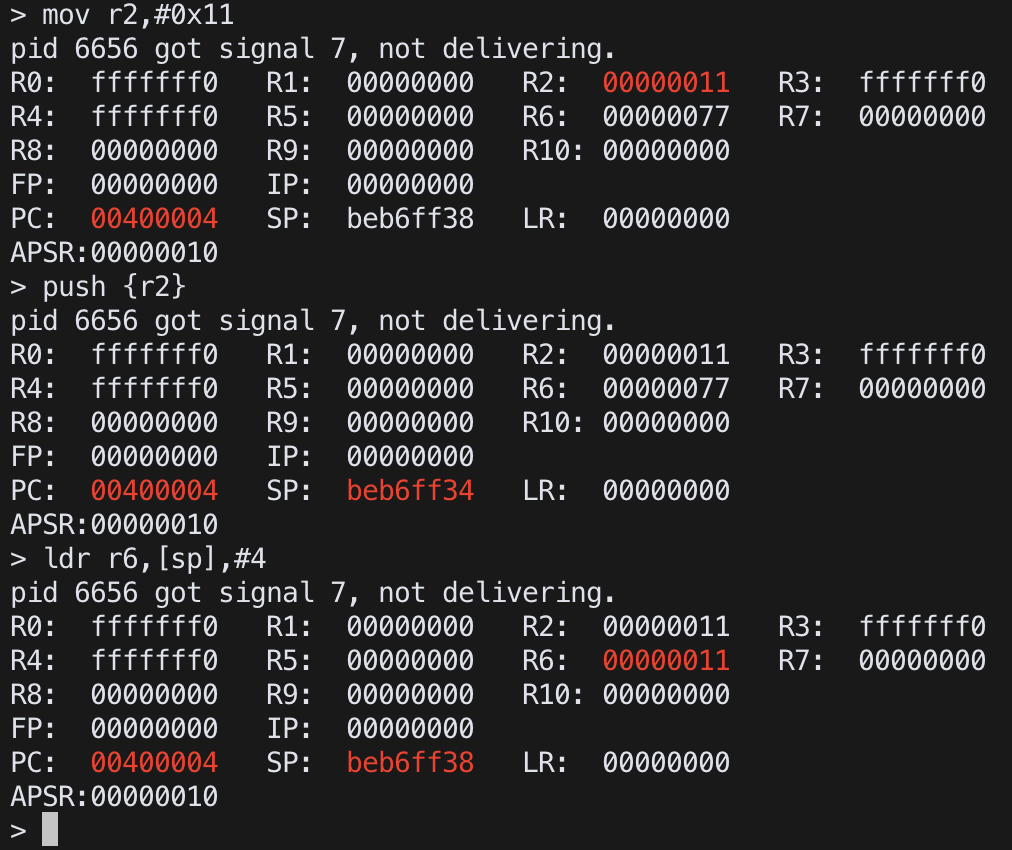 > mov r2,#0x11
pid 6656 got signal 7, not delivering.
R0:  fffffff0   R1:  00000000   R2:  00000011   R3:  fffffff0
R4:  fffffff0   R5:  00000000   R6:  00000077   R7:  00000000
R8:  00000000   R9:  00000000   R10: 00000000
FP:  00000000   IP:  00000000
PC:  00400004   SP:  beb6ff38   LR:  00000000
APSR:00000010
> push {r2}
pid 6656 got signal 7, not delivering.
R0:  fffffff0   R1:  00000000   R2:  00000011   R3:  fffffff0
R4:  fffffff0   R5:  00000000   R6:  00000077   R7:  00000000
R8:  00000000   R9:  00000000   R10: 00000000
FP:  00000000   IP:  00000000
PC:  00400004   SP:  beb6ff34   LR:  00000000
APSR:00000010
> ldr r6,[sp],#4
pid 6656 got signal 7, not delivering.
R0:  fffffff0   R1:  00000000   R2:  00000011   R3:  fffffff0
R4:  fffffff0   R5:  00000000   R6:  00000011   R7:  00000000
R8:  00000000   R9:  00000000   R10: 00000000
FP:  00000000   IP:  00000000
PC:  00400004   SP:  beb6ff38   LR:  00000000
APSR:00000010
>